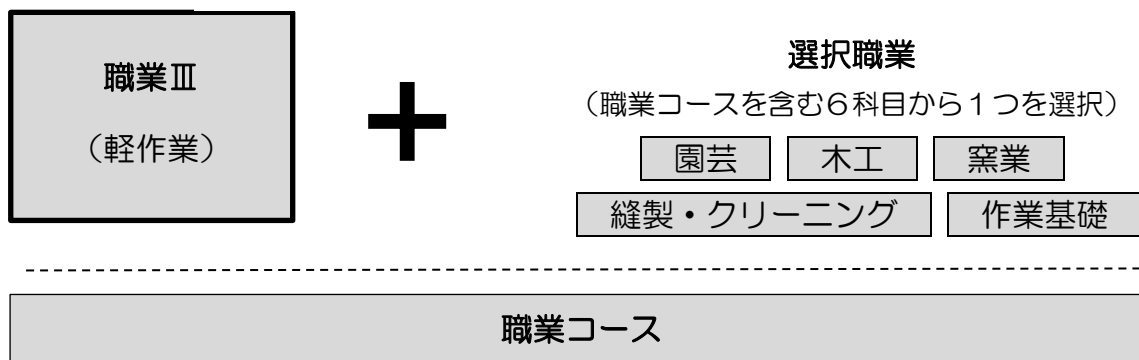 職業Ⅲ
（軽作業）
＋
選択職業
（職業コースを含む６科目から１つを選択）
園芸
木工
窯業
縫製・クリーニング
作業基礎
職業コース